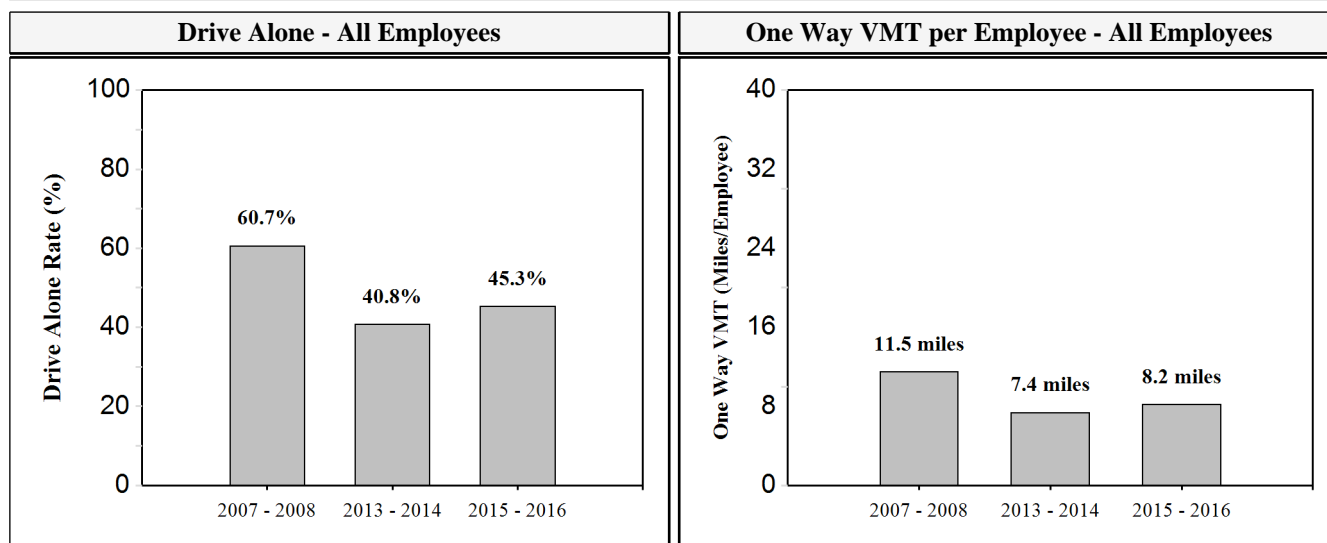 Drive Alone - All Employees
One Way VMT per Employee - All Employees
Drive Alone Rate (%)
100
80
60
40
20
0
60.7%
40.8%
45.3%
2007 - 2008
2013 - 2014
2015 - 2016
One Way VMT (Miles/Employee)
40
32
24
16
8
0
11.5 miles
7.4 miles
8.2 miles
2007 - 2008
2013 - 2014
2015 - 2016